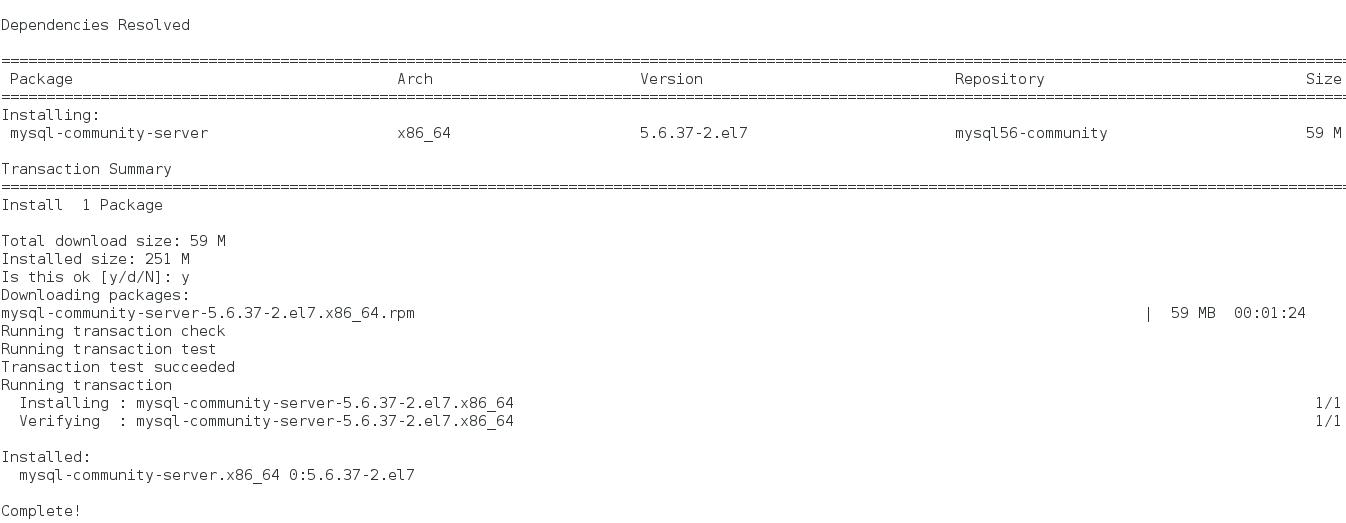 Dependencies Resolved
================================================================================
 Package                                    Arch                       Version                            Repository                             Size
================================================================================
Installing:
 mysql-community-server                     x86_64                     5.6.37-2.el7                       mysql56-community                      59 M

Transaction Summary
================================================================================
Install  1 Package

Total download size: 59 M
Installed size: 251 M
Is this ok [y/d/N]: y
Downloading packages:
mysql-community-server-5.6.37-2.el7.x86_64.rpm                                                                                 |  59 MB  00:01:24
Running transaction check
Running transaction test
Transaction test succeeded
Running transaction
  Installing : mysql-community-server-5.6.37-2.el7.x86_64                                                                                         1/1
  Verifying  : mysql-community-server-5.6.37-2.el7.x86_64                                                                                         1/1

Installed:
  mysql-community-server.x86_64 0:5.6.37-2.el7

Complete!